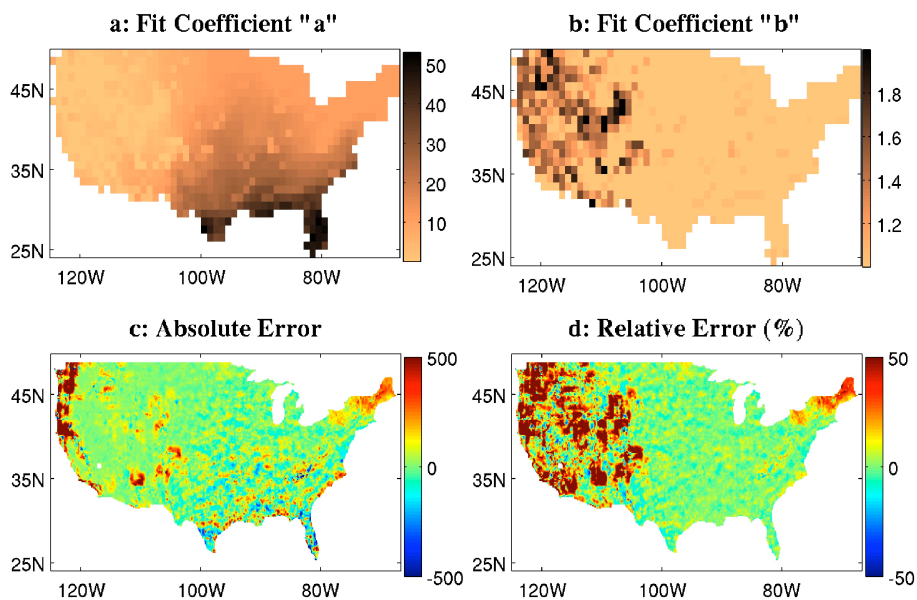 a: Fit Coefficient "a"
b: Fit Coefficient "b"
45N
35N
25N
120W
100W
80W
50
40
30
20
10
45N
35N
25N
120W
100W
80W
1.8
1.6
1.4
1.2
c: Absolute Error
d: Relative Error (%)
45N
35N
25N
120W
100W
80W
500
0
-500
45N
35N
25N
120W
100W
80W
50
0
-50